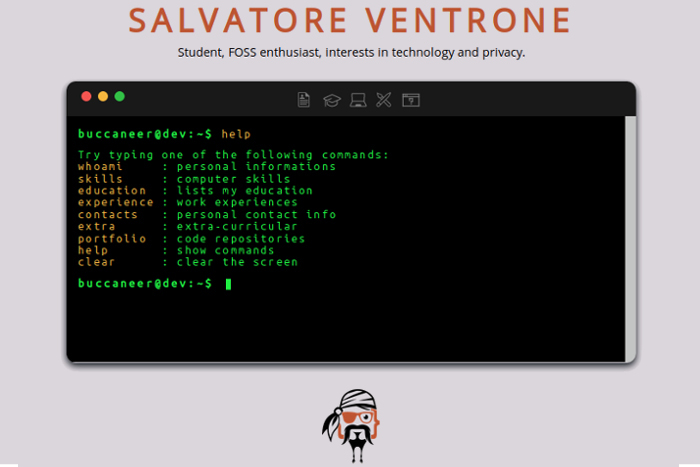 SALVATORE VENTRONE
Student, FOSS enthusiast, interests in technology and privacy.
buccaneer@dev:~$ help
Try typing one of the following commands:
whoami : personal informations
skills : computer skills
education : lists my education
experience : work experiences
contacts : personal contact info
extra : extra-curricular
portfolio : code repositories
help : show commands
clear : clear the screen
buccaneer@dev:~$